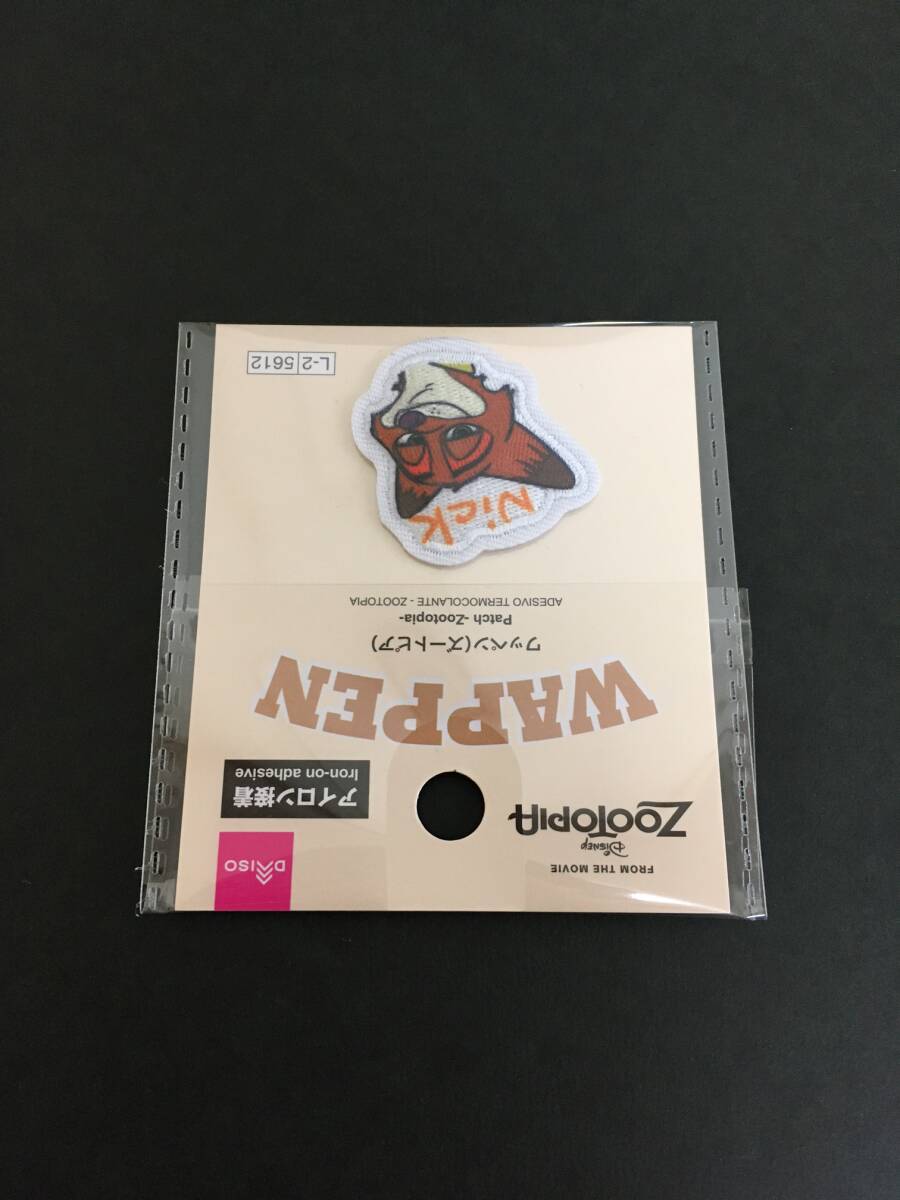 FROM THE MOVIE
DISNEY
ZOOTOPIA
DAISO
アイロン接着
Iron-on adhesive
WAPPEN
ワッペン(ズートピア)
Patch -Zootopia-
ADESIVO TERMOCOLANTE - ZOOTOPIA
Nick
L-2 5612